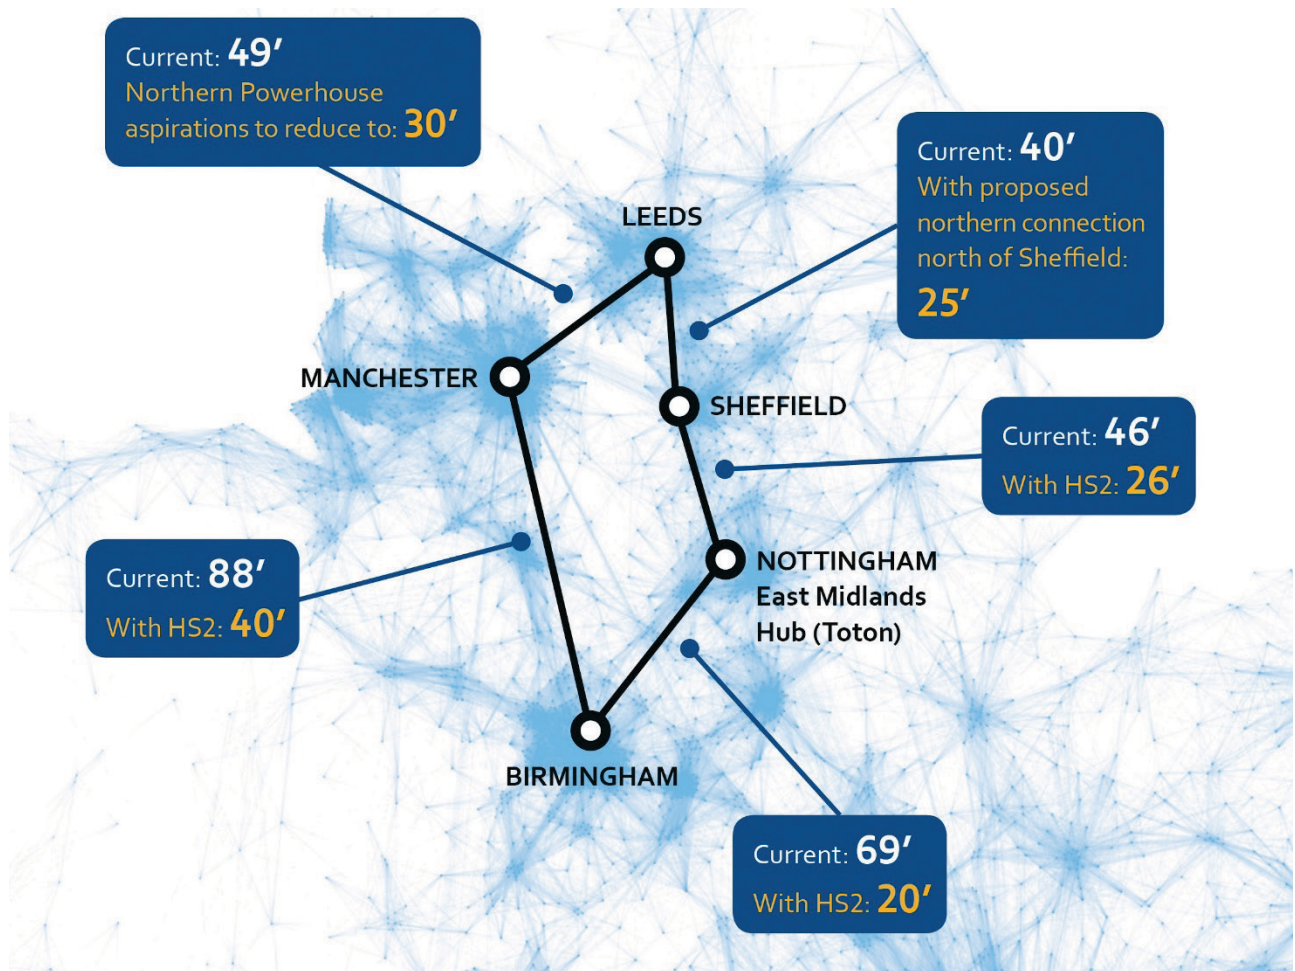 Current: 49′
Northern Powerhouse
aspirations to reduce to: 30′
Current: 40′
With proposed
northern connection
north of Sheffield:
25′
LEEDS
MANCHESTER
SHEFFIELD
Current: 46′
With HS2: 26′
Current: 88′
With HS2: 40′
NOTTINGHAM
East Midlands
Hub (Toton)
BIRMINGHAM
Current: 69′
With HS2: 20′